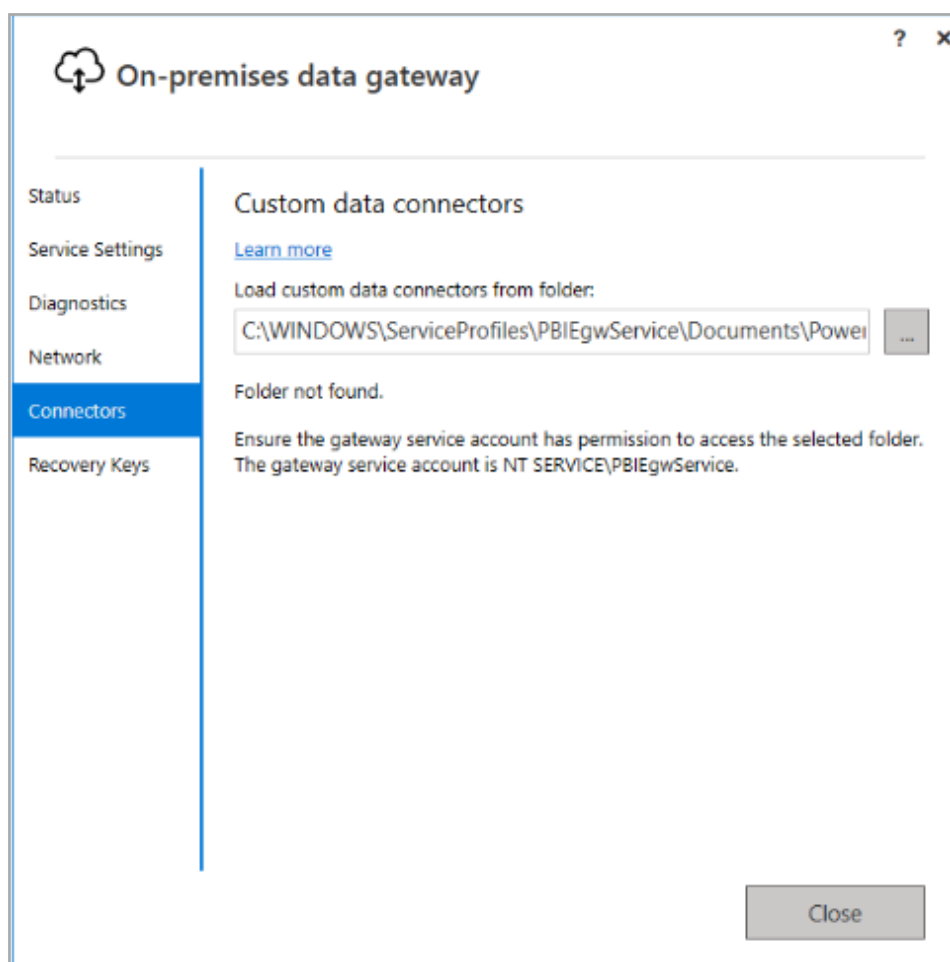 ? ×
On-premises data gateway
Status
Service Settings
Diagnostics
Network
Connectors
Recovery Keys
Custom data connectors
Learn more
Load custom data connectors from folder:
C:\WINDOWS\ServiceProfiles\PBIEgwService\Documents\Power
...
Folder not found.
Ensure the gateway service account has permission to access the selected folder.
The gateway service account is NT SERVICE\PBIEgwService.
Close